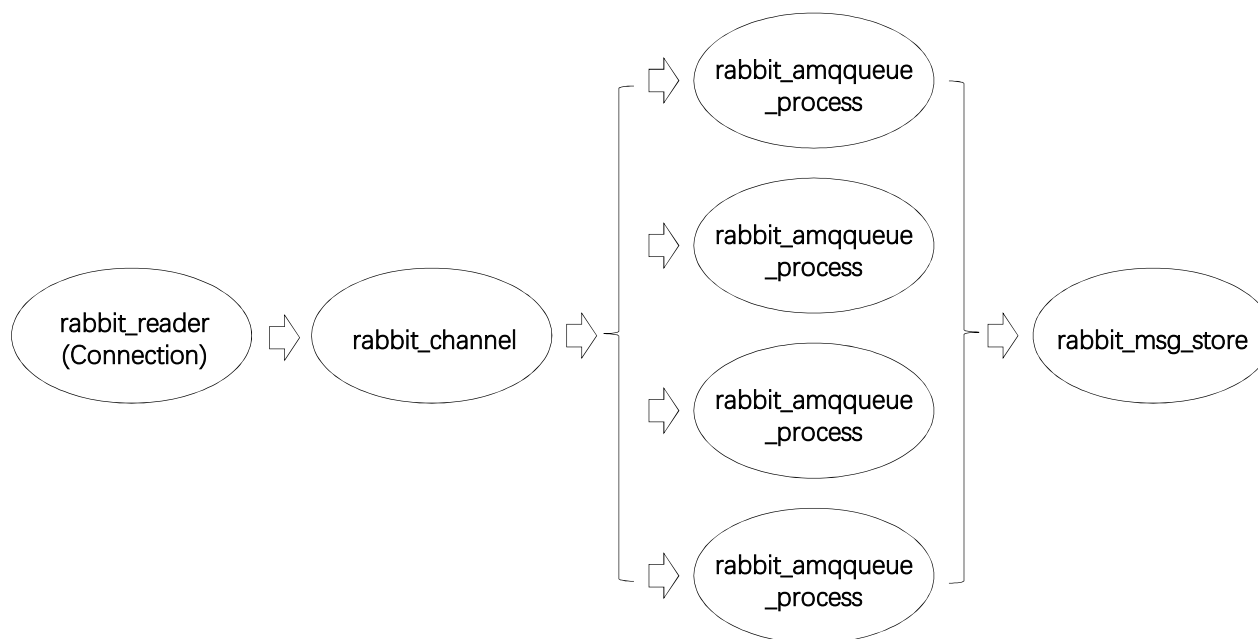 rabbit_reader
(Connection)
rabbit_channel
rabbit_amqqueue
_process
rabbit_amqqueue
_process
rabbit_amqqueue
_process
rabbit_amqqueue
_process
rabbit_msg_store